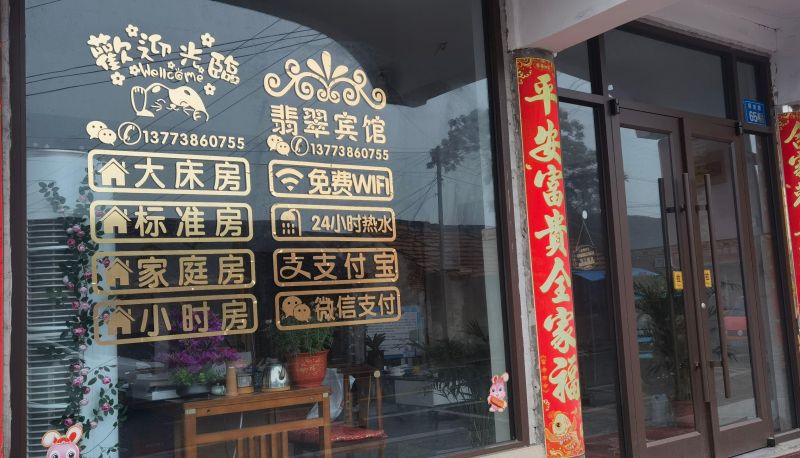 歡迎光臨
Wellcome
13773860755
大床房
标准房
家庭房
小时房
翡翠宾馆
13773860755
免费WIFI
24小时热水
支支付宝
微信支付
平安富贵全家福